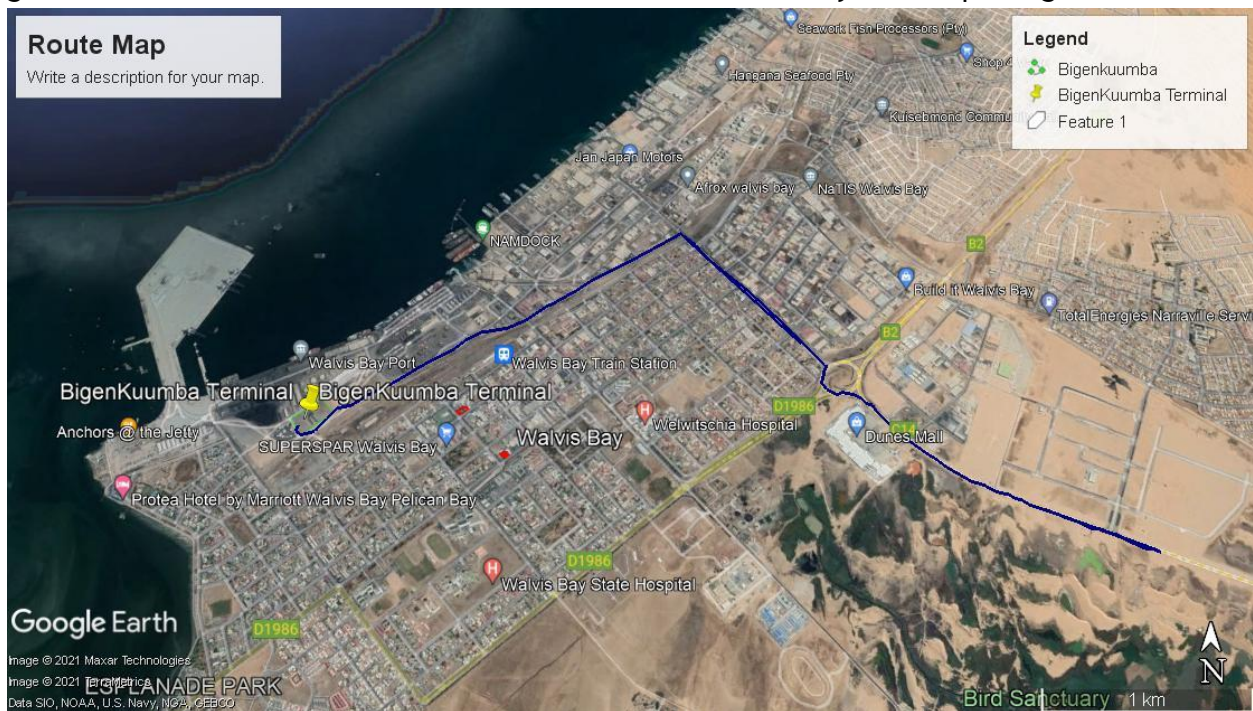 Route Map
Write a description for your map.
Legend
Bigenkuumba
BigenKuumba Terminal
Feature 1
Seawork Fish Processors (Pty)
Hangana Seafood Pty
Jan Japan Motors
Afrox walvis bay
NaTIS Walvis Bay
NAMDOCK
B2
Build it Walvis Bay
TotalEnergies Narraville Servi
B2
Walvis Bay Port
Walvis Bay Train Station
BigenKuumba Terminal
BigenKuumba Terminal
D1986
Welwitschia Hospital
Anchors @ the Jetty
SUPERSPAR Walvis Bay
Walvis Bay
Dunes Mall
C14
Protea Hotel by Marriott Walvis Bay Pelican Bay
D1986
Walvis Bay State Hospital
Google Earth
D1986
Image © 2021 Maxar Technologies
Image © 2021 TerraMetrics
Data SIO, NOAA, U.S. Navy, NGA, GEBCO
ESPLANADE PARK
Bird Sanctuary
1 km
N